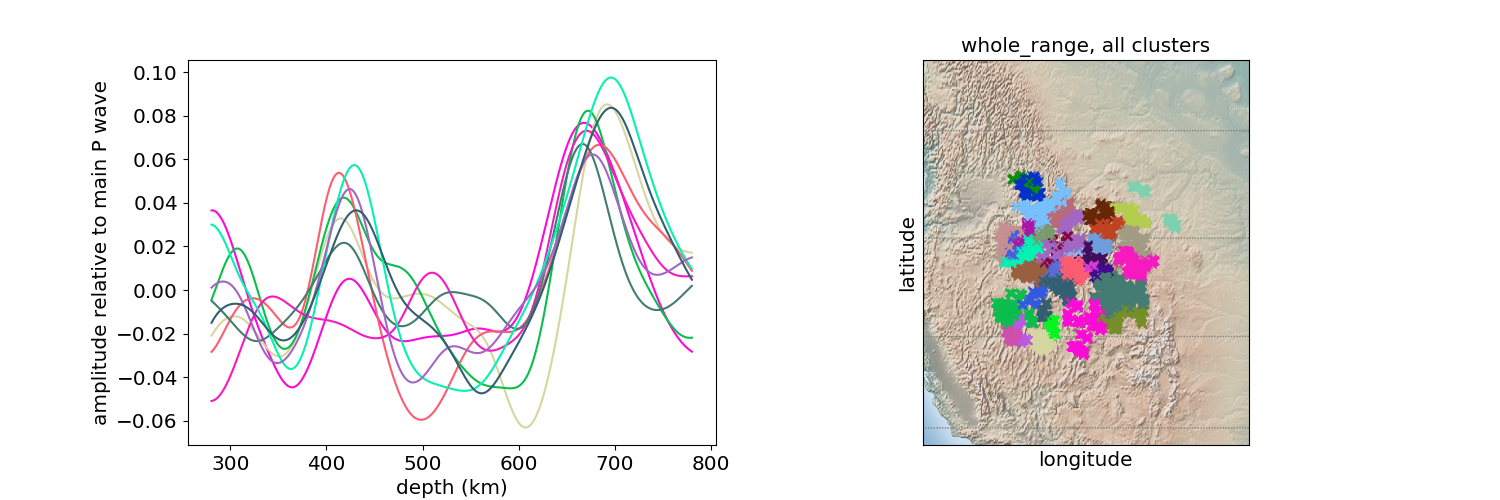 whole_range, all clusters
0.10
0.08
0.06
0.04
0.02
0.00
−0.02
−0.04
−0.06
amplitude relative to main P wave
300 400 500 600 700 800
depth (km)
latitude
longitude